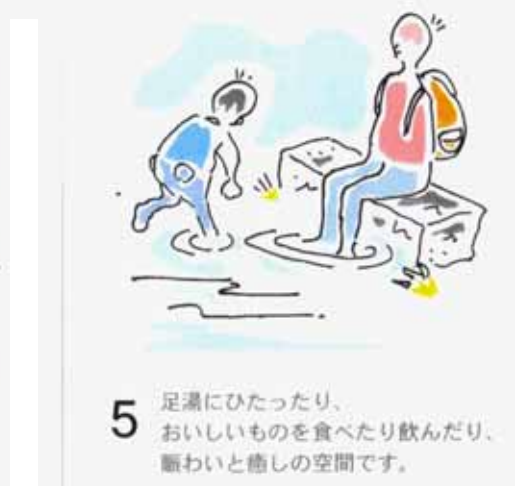 5
足湯にひたったり、
おいしいものを食べたり飲んだり、
賑わいと癒しの空間です。